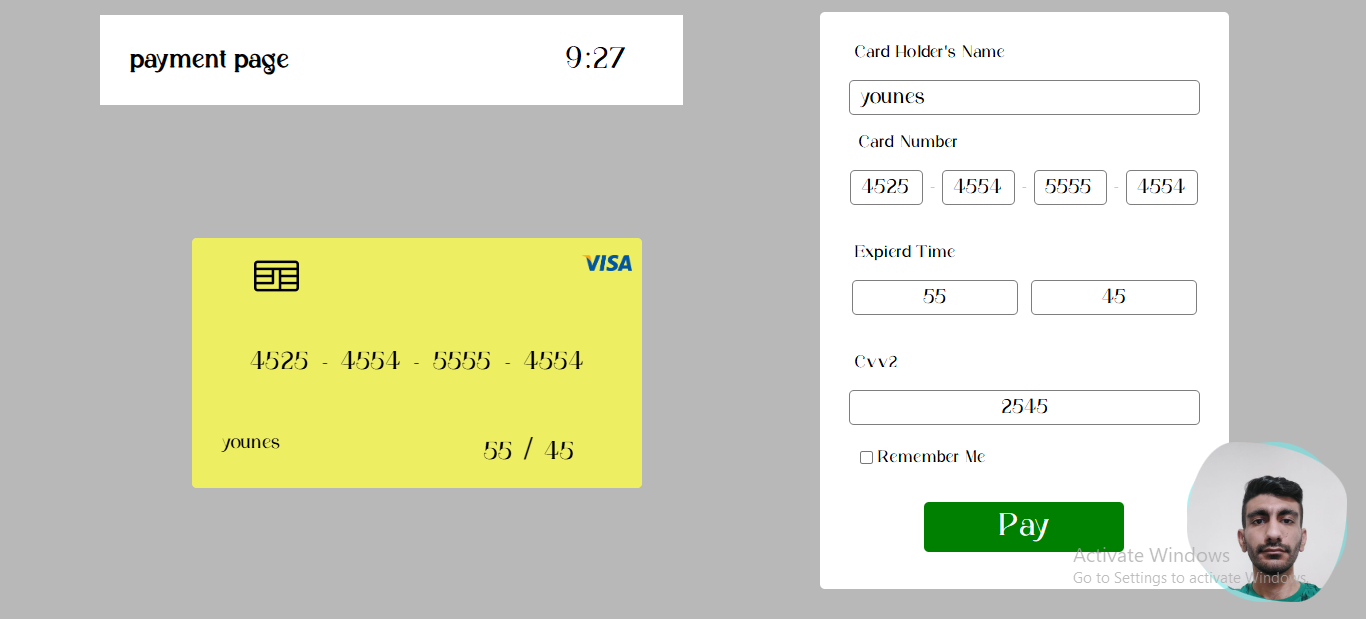 payment page
9:27
VISA
4525 - 4554 - 5555 - 4554
younes
55 / 45
Card Holder's Name
younes
Card Number
4525 - 4554 - 5555 - 4554
Expierd Time
55 45
Cvv2
2545
Remember Me
Pay
Activate Windows
Go to Settings to activate Windows.